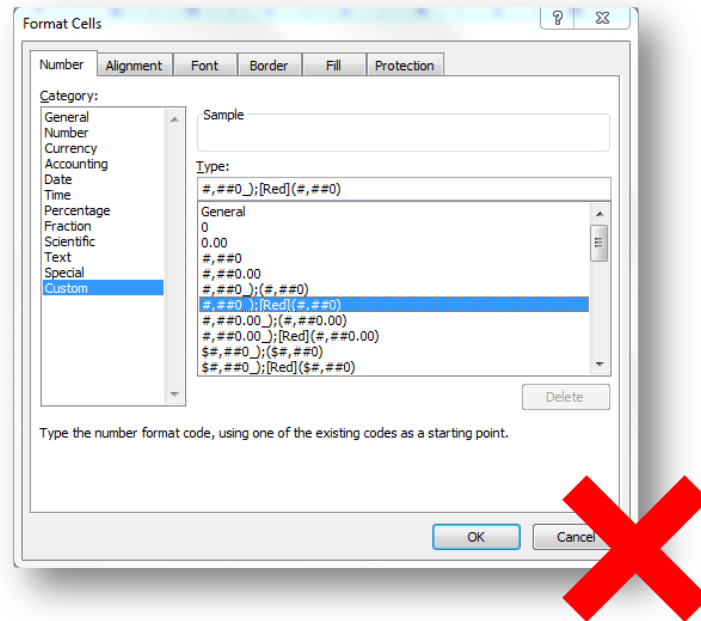 Format Cells
Number Alignment Font Border Fill Protection
Category:
General
Number
Currency
Accounting
Date
Time
Percentage
Fraction
Scientific
Text
Special
Custom
Sample
Type:
#,##0_);[Red](#,##0)
General
0
0.00
#,##0
#,##0.00
#,##0_);(#,##0)
#,##0_);[Red](#,##0)
#,##0.00_);(#,##0.00)
#,##0.00_);[Red](#,##0.00)
$#,##0_);($#,##0)
$#,##0_);[Red]($#,##0)
Delete
Type the number format code, using one of the existing codes as a starting point.
OK Cancel